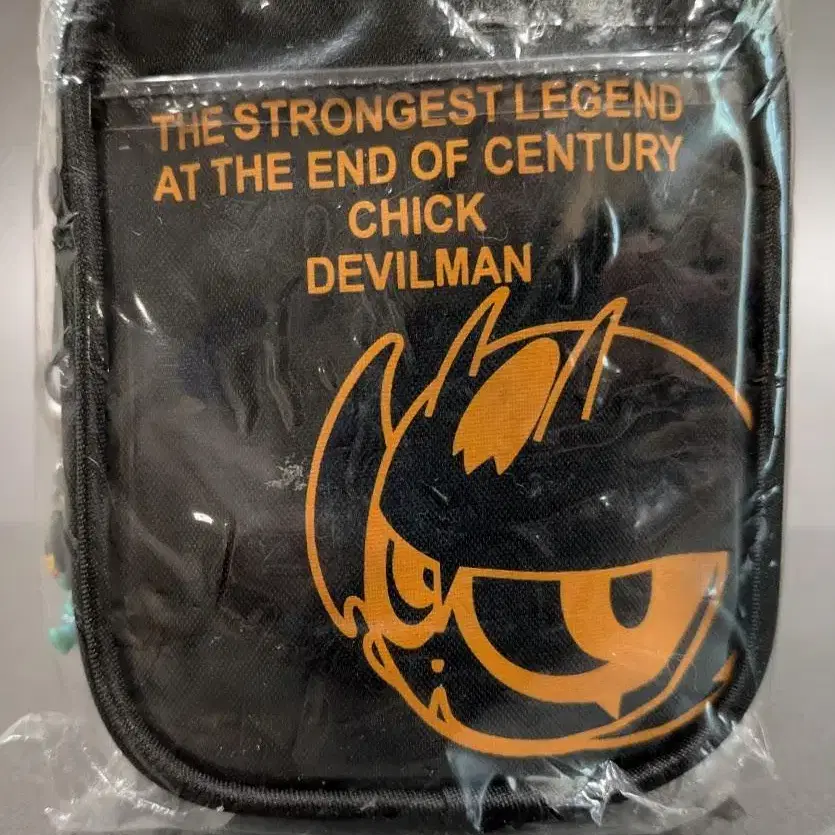 THE STRONGEST LEGEND
AT THE END OF CENTURY
CHICK
DEVILMAN